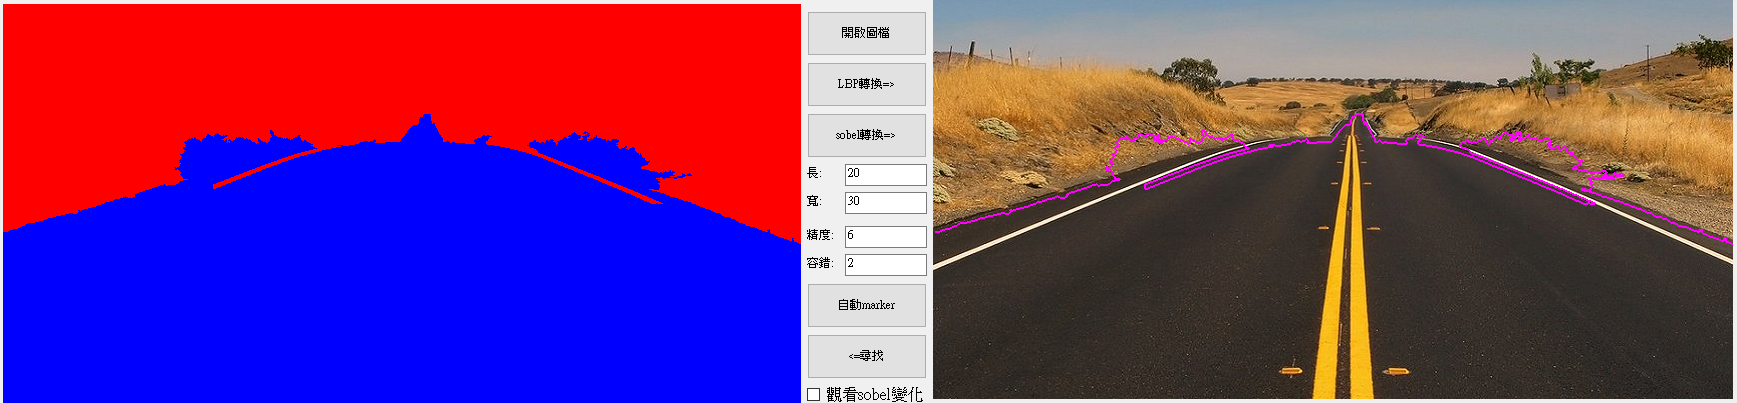 開啟圖檔
LBP轉換=>
sobel轉換=>
長: 20
寬: 30
精度: 6
容錯: 2
自動marker
<=尋找
觀看sobel變化